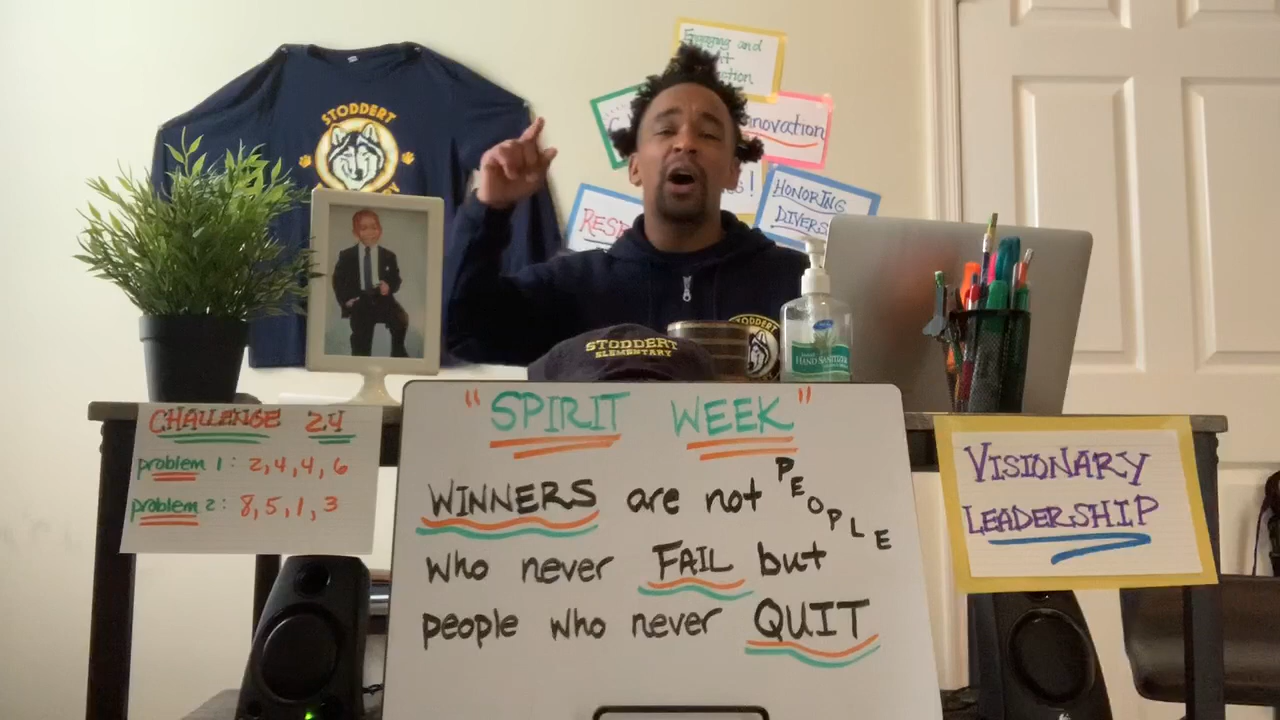 Engaging and
STODDERT
innovation
HONORING
STODDERT
STODDERT
ELEMENTARY
HAND SANITIZER
CHALLENGE 24
problem 1: 2, 4, 4, 6
problem 2: 8, 5, 1, 3
"SPIRIT WEEK"
WINNERS are not PEOPLE
who never FAIL but
people who never QUIT
VISIONARY
LEADERSHIP